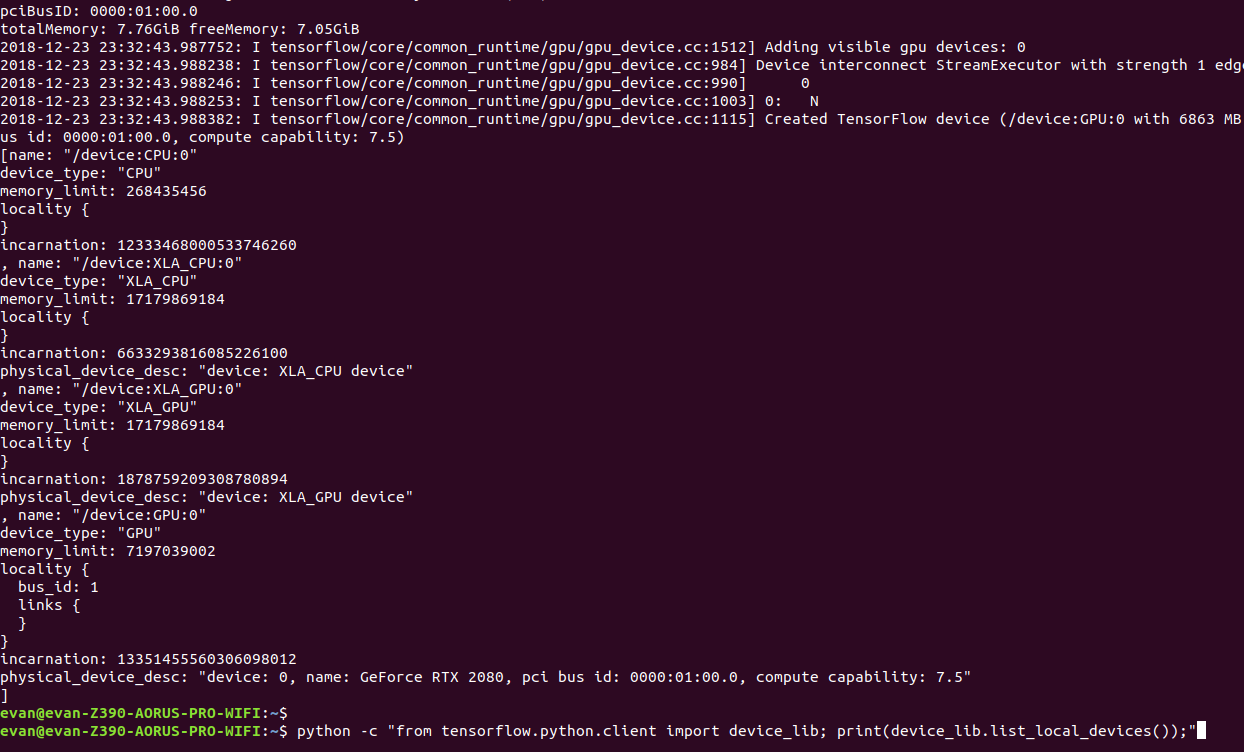 pciBusID: 0000:01:00.0
totalMemory: 7.76GiB freeMemory: 7.05GiB
2018-12-23 23:32:43.987752: I tensorflow/core/common_runtime/gpu/gpu_device.cc:1512] Adding visible gpu devices: 0
2018-12-23 23:32:43.988238: I tensorflow/core/common_runtime/gpu/gpu_device.cc:984] Device interconnect StreamExecutor with strength 1 edge
2018-12-23 23:32:43.988246: I tensorflow/core/common_runtime/gpu/gpu_device.cc:990]      0
2018-12-23 23:32:43.988253: I tensorflow/core/common_runtime/gpu/gpu_device.cc:1003] 0:   N
2018-12-23 23:32:43.988382: I tensorflow/core/common_runtime/gpu/gpu_device.cc:1115] Created TensorFlow device (/device:GPU:0 with 6863 MB
us id: 0000:01:00.0, compute capability: 7.5)
[name: "/device:CPU:0"
device_type: "CPU"
memory_limit: 268435456
locality {
}
incarnation: 12333468000533746260
, name: "/device:XLA_CPU:0"
device_type: "XLA_CPU"
memory_limit: 17179869184
locality {
}
incarnation: 6633293816085226100
physical_device_desc: "device: XLA_CPU device"
, name: "/device:XLA_GPU:0"
device_type: "XLA_GPU"
memory_limit: 17179869184
locality {
}
incarnation: 1878759209308780894
physical_device_desc: "device: XLA_GPU device"
, name: "/device:GPU:0"
device_type: "GPU"
memory_limit: 7197039002
locality {
  bus_id: 1
  links {
  }
}
incarnation: 13351455560306098012
physical_device_desc: "device: 0, name: GeForce RTX 2080, pci bus id: 0000:01:00.0, compute capability: 7.5"
]
evan@evan-Z390-AORUS-PRO-WIFI:~$
evan@evan-Z390-AORUS-PRO-WIFI:~$ python -c "from tensorflow.python.client import device_lib; print(device_lib.list_local_devices());"